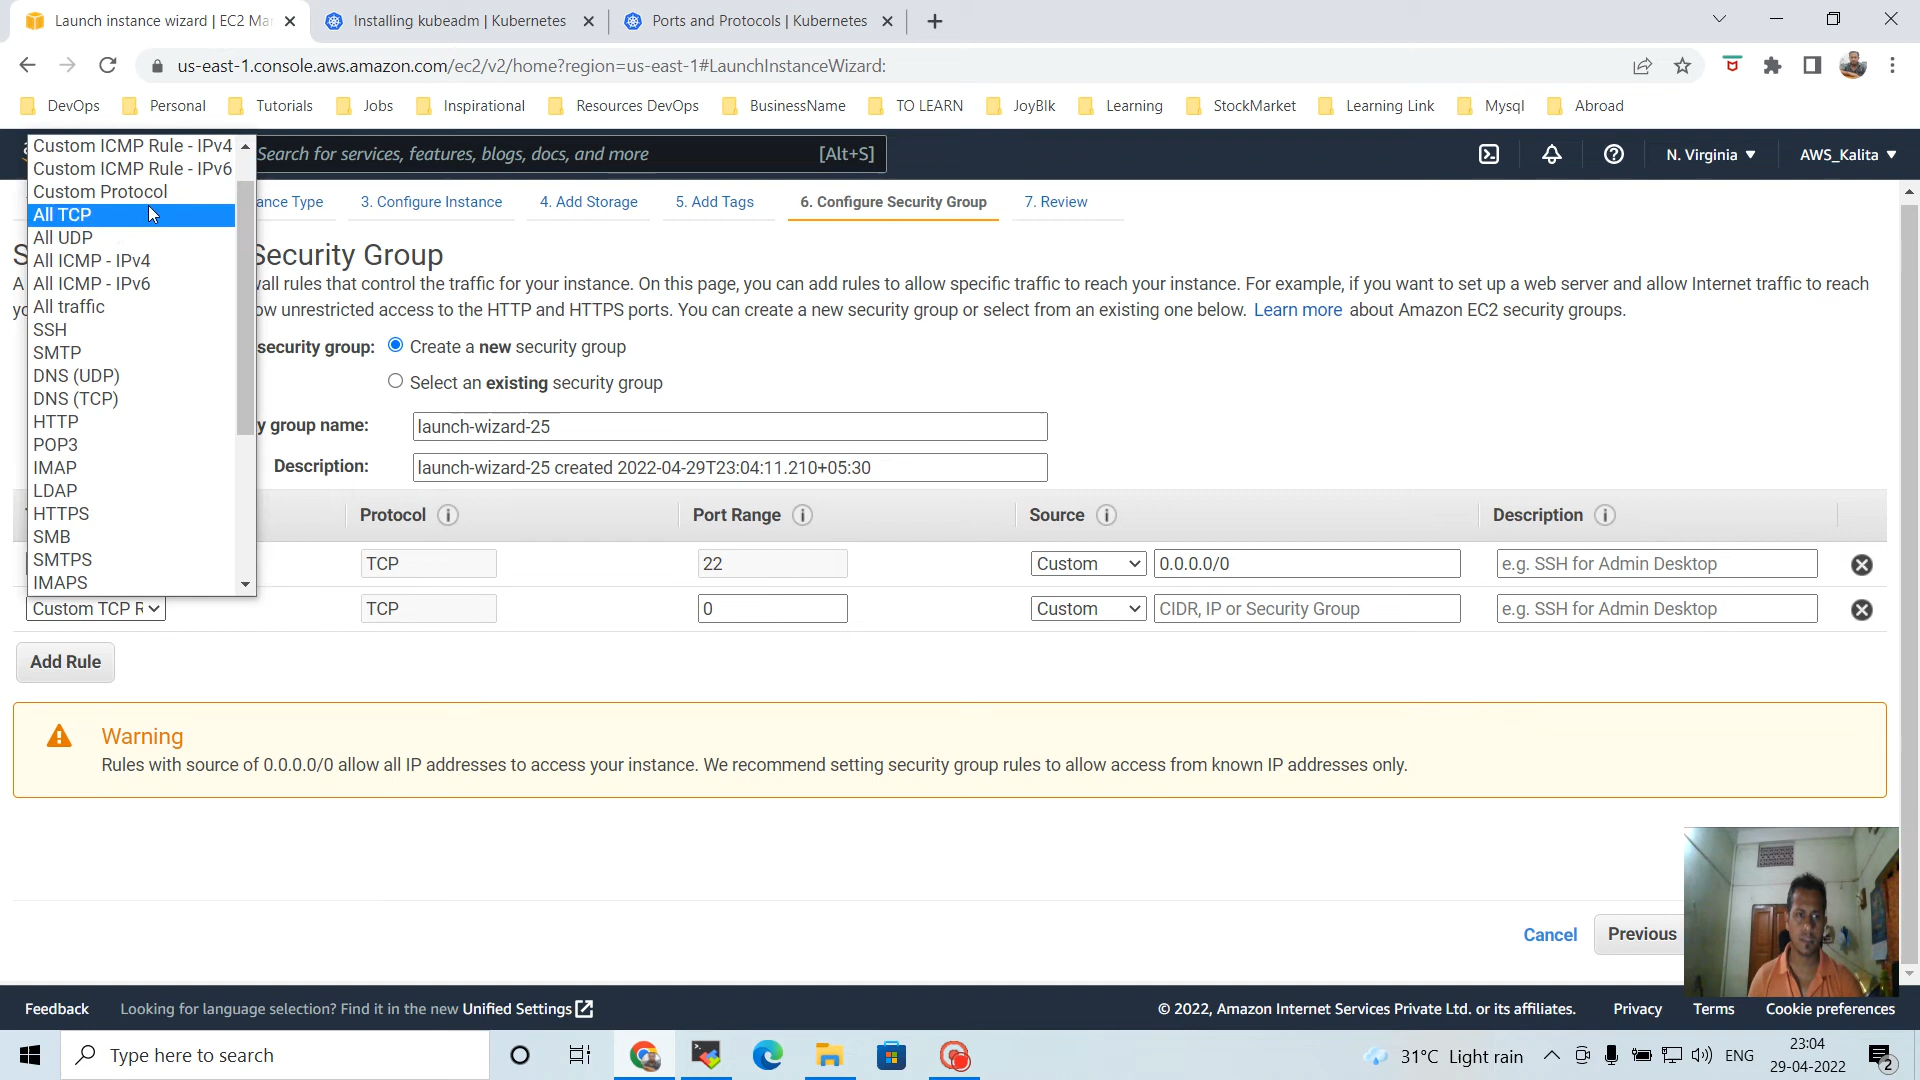 Launch instance wizard | EC2 Ma
Installing kubeadm | Kubernetes
Ports and Protocols | Kubernetes
us-east-1.console.aws.amazon.com/ec2/v2/home?region=us-east-1#LaunchInstanceWizard:
DevOps
Personal
Tutorials
Jobs
Inspirational
Resources DevOps
BusinessName
TO LEARN
JoyBlk
Learning
StockMarket
Learning Link
Mysql
Abroad
Search for services, features, blogs, docs, and more [Alt+S]
N. Virginia
AWS_Kalita
Custom ICMP Rule - IPv4
Custom ICMP Rule - IPv6
Custom Protocol
All TCP
All UDP
All ICMP - IPv4
All ICMP - IPv6
All traffic
SSH
SMTP
DNS (UDP)
DNS (TCP)
HTTP
POP3
IMAP
LDAP
HTTPS
SMB
SMTPS
IMAPS
ance Type
3. Configure Instance
4. Add Storage
5. Add Tags
6. Configure Security Group
7. Review
S Security Group
A wall rules that control the traffic for your instance. On this page, you can add rules to allow specific traffic to reach your instance. For example, if you want to set up a web server and allow Internet traffic to reach
yo ow unrestricted access to the HTTP and HTTPS ports. You can create a new security group or select from an existing one below. Learn more about Amazon EC2 security groups.
security group: Create a new security group
Select an existing security group
y group name: launch-wizard-25
Description: launch-wizard-25 created 2022-04-29T23:04:11.210+05:30
Protocol i Port Range i Source i Description i
TCP 22 Custom 0.0.0.0/0 e.g. SSH for Admin Desktop
Custom TCP R TCP 0 Custom CIDR, IP or Security Group e.g. SSH for Admin Desktop
Add Rule
Warning
Rules with source of 0.0.0.0/0 allow all IP addresses to access your instance. We recommend setting security group rules to allow access from known IP addresses only.
Cancel
Previous
Feedback
Looking for language selection? Find it in the new Unified Settings
© 2022, Amazon Internet Services Private Ltd. or its affiliates.
Privacy
Terms
Cookie preferences
Type here to search
31°C Light rain
ENG
23:04
29-04-2022
2